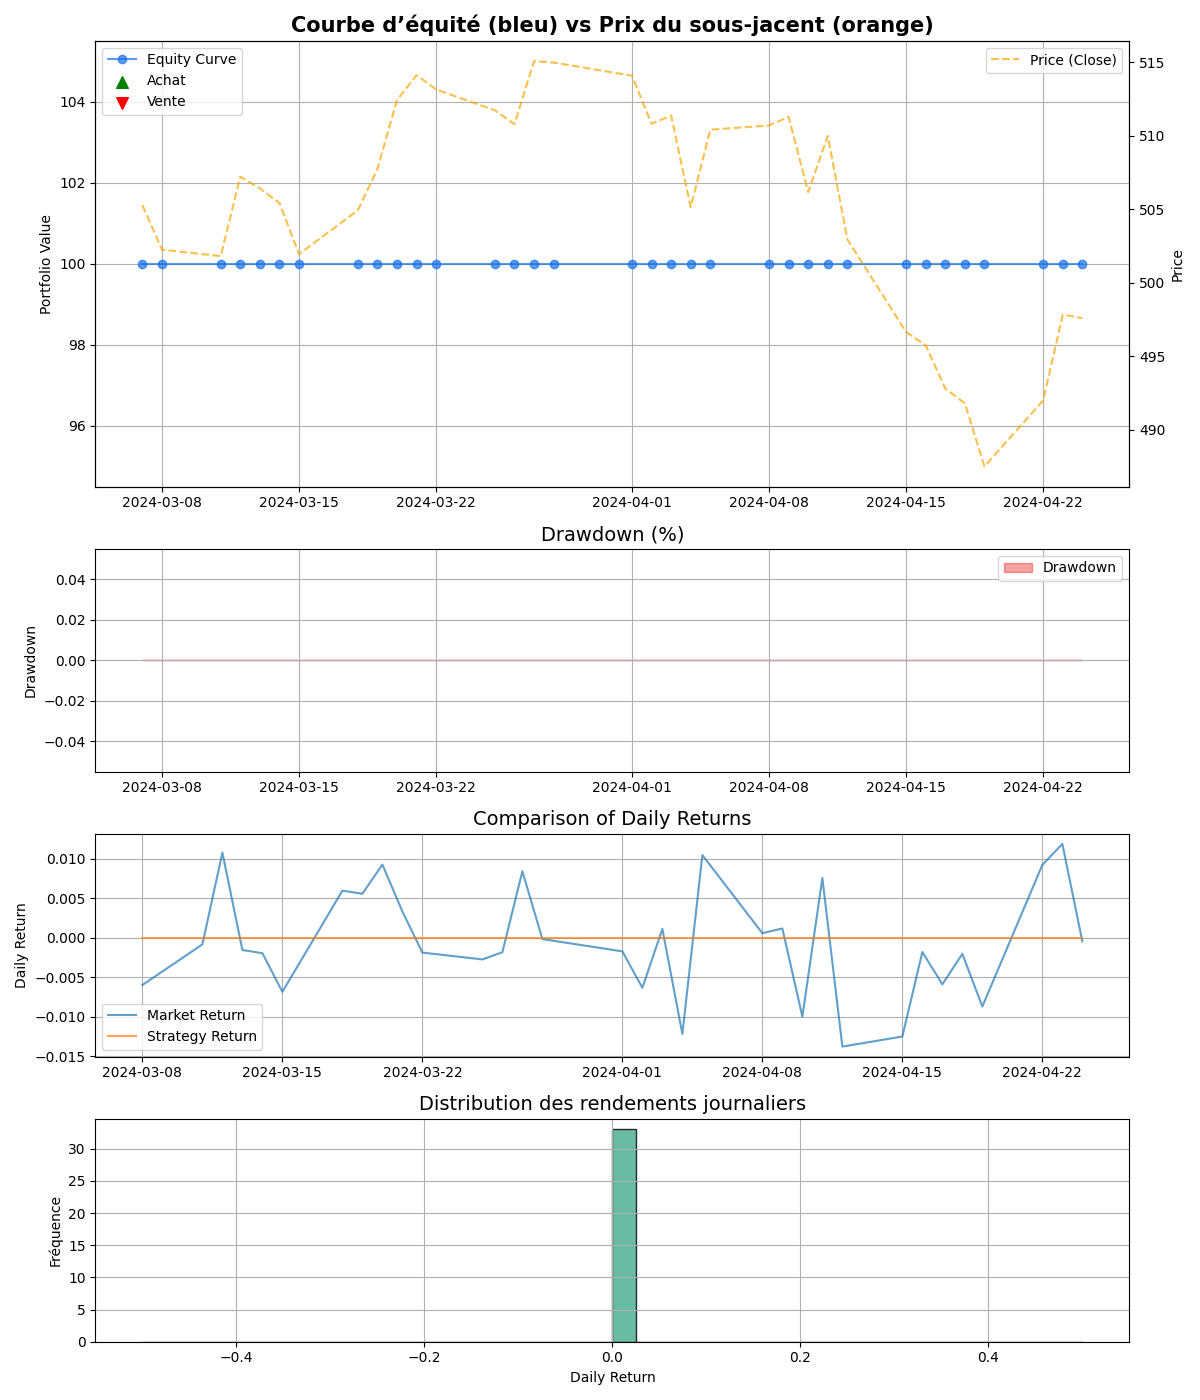 Courbe d’équité (bleu) vs Prix du sous-jacent (orange)
Equity Curve
Achat
Vente
Price (Close)
Portfolio Value
104
102
100
98
96
Price
515
510
505
500
495
490
2024-03-08 2024-03-15 2024-03-22 2024-04-01 2024-04-08 2024-04-15 2024-04-22
Drawdown (%)
Drawdown
Drawdown
0.04
0.02
0.00
−0.02
−0.04
2024-03-08 2024-03-15 2024-03-22 2024-04-01 2024-04-08 2024-04-15 2024-04-22
Comparison of Daily Returns
Daily Return
0.010
0.005
0.000
−0.005
−0.010
−0.015
Market Return
Strategy Return
2024-03-08 2024-03-15 2024-03-22 2024-04-01 2024-04-08 2024-04-15 2024-04-22
Distribution des rendements journaliers
Fréquence
30
25
20
15
10
5
0
−0.4 −0.2 0.0 0.2 0.4
Daily Return